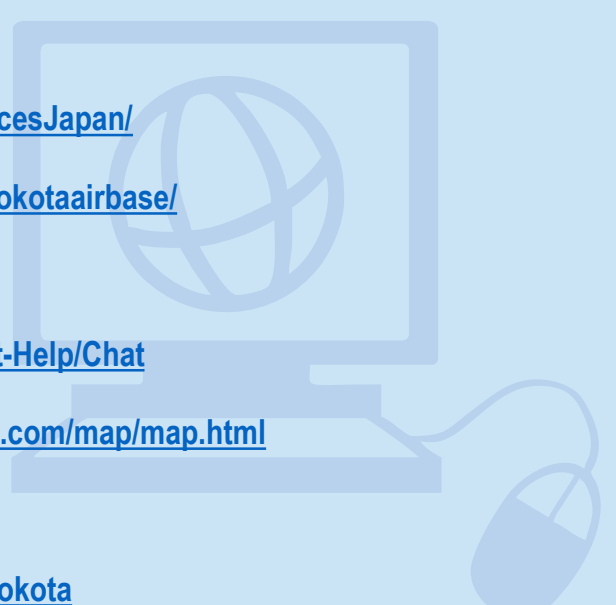 cesJapan/
okotaairbase/
t-Help/Chat
.com/map/map.html
okota